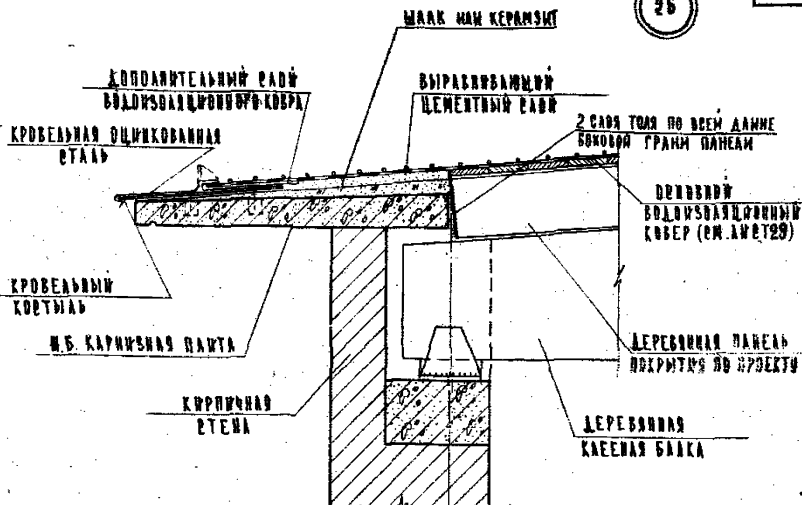 26
ШЛАК ИЛИ КЕРАМЗИТ
ДОПОЛНИТЕЛЬНЫЙ СЛОЙ
ВОДОИЗОЛЯЦИОННОГО КОВРА
ВЫРАВНИВАЮЩИЙ
ЦЕМЕНТНЫЙ СЛОЙ
КРОВЕЛЬНАЯ ОЦИНКОВАННАЯ
СТАЛЬ
2 СЛОЯ ТОЛЯ ПО ВСЕЙ ДЛИНЕ
БОКОВОЙ ГРАНИ ПАНЕЛИ
ОСНОВНОЙ
ВОДОИЗОЛЯЦИОННЫЙ
КОВЕР (СМ. ЛИСТ 29)
КРОВЕЛЬНЫЙ
КОСТЫЛЬ
Ж.Б. КАРНИЗНАЯ ПЛИТА
ДЕРЕВЯННАЯ ПАНЕЛЬ
ПОКРЫТИЯ ПО ПРОЕКТУ
КИРПИЧНАЯ
СТЕНА
ДЕРЕВЯННАЯ
КЛЕЕНАЯ БАЛКА